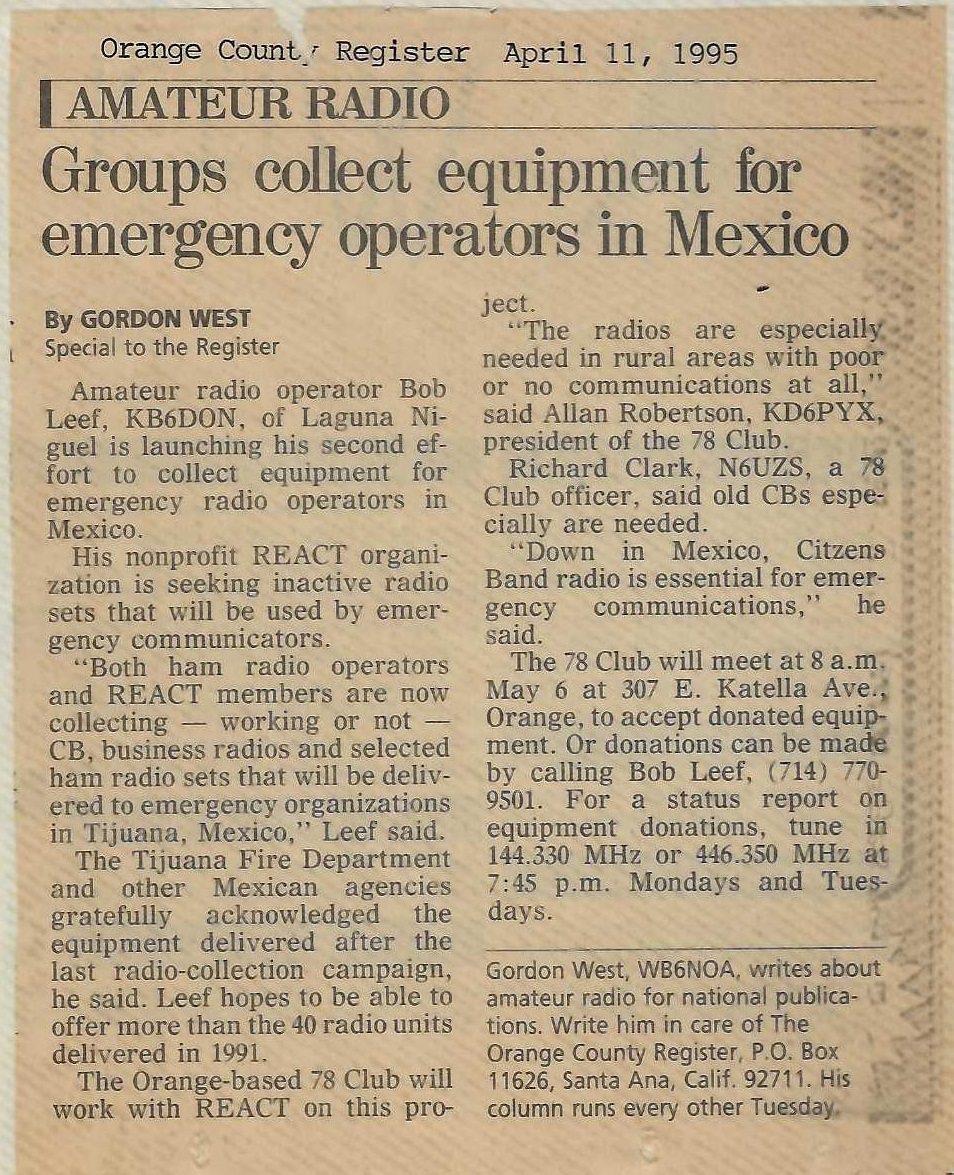 Orange County Register April 11, 1995
AMATEUR RADIO
Groups collect equipment for
emergency operators in Mexico
By GORDON WEST
Special to the Register
Amateur radio operator Bob
Leef, KB6DON, of Laguna Ni-
guel is launching his second ef-
fort to collect equipment for
emergency radio operators in
Mexico.
His nonprofit REACT organi-
zation is seeking inactive radio
sets that will be used by emer-
gency communicators.
“Both ham radio operators
and REACT members are now
collecting — working or not —
CB, business radios and selected
ham radio sets that will be deliv-
ered to emergency organizations
in Tijuana, Mexico,” Leef said.
The Tijuana Fire Department
and other Mexican agencies
gratefully acknowledged the
equipment delivered after the
last radio-collection campaign,
he said. Leef hopes to be able to
offer more than the 40 radio units
delivered in 1991.
The Orange-based 78 Club will
work with REACT on this pro-
ject.
“The radios are especially
needed in rural areas with poor
or no communications at all,”
said Allan Robertson, KD6PYX,
president of the 78 Club.
Richard Clark, N6UZS, a 78
Club officer, said old CBs espe-
cially are needed.
“Down in Mexico, Citzens
Band radio is essential for emer-
gency communications,” he
said.
The 78 Club will meet at 8 a.m.
May 6 at 307 E. Katella Ave.,
Orange, to accept donated equip-
ment. Or donations can be made
by calling Bob Leef, (714) 770-
9501. For a status report on
equipment donations, tune in
144.330 MHz or 446.350 MHz at
7:45 p.m. Mondays and Tues-
days.
Gordon West, WB6NOA, writes about
amateur radio for national publica-
tions. Write him in care of The
Orange County Register, P.O. Box
11626, Santa Ana, Calif. 92711. His
column runs every other Tuesday.